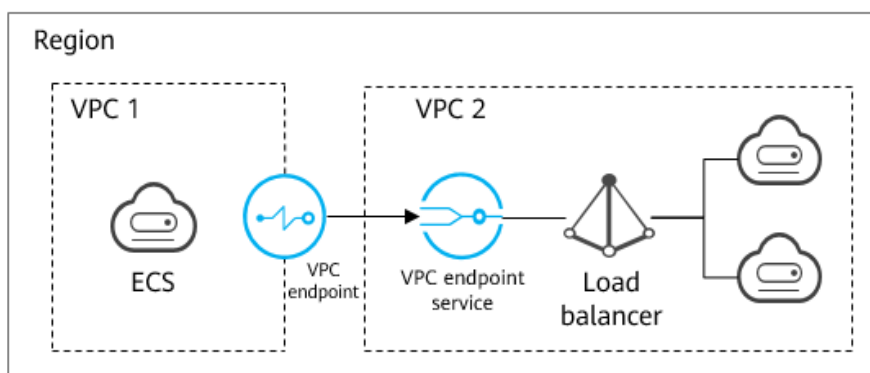 Region
VPC 1
VPC 2
ECS
VPC
endpoint
VPC endpoint
service
Load
balancer